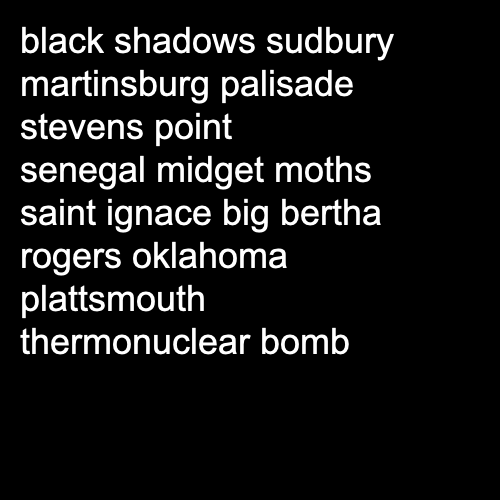 black shadows sudbury
martinsburg palisade
stevens point
senegal midget moths
saint ignace big bertha
rogers oklahoma
plattsmouth
thermonuclear bomb